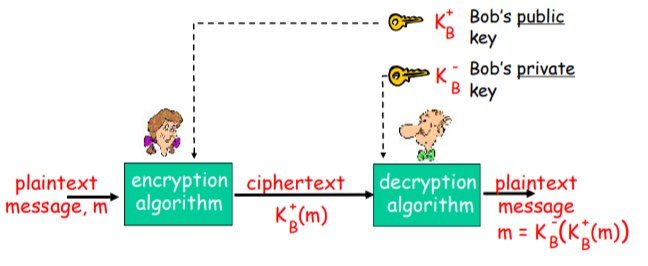 K_B^+ Bob's public
key
K_B^- Bob's private
key
plaintext
message, m
encryption
algorithm
ciphertext
K_B^+(m)
decryption
algorithm
plaintext
message
m = K_B^-(K_B^+(m))